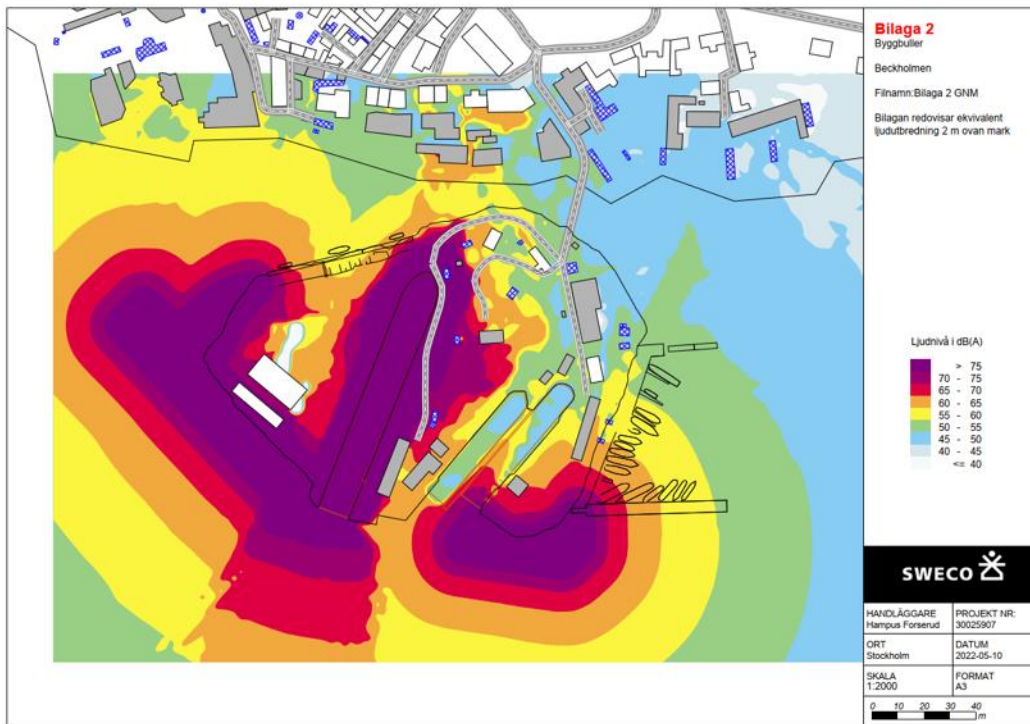 Bilaga 2
Byggbuller
Beckholmen
Filnamn:Bilaga 2 GNM
Bilagan redovisar ekvivalent
ljudutbredning 2 m ovan mark
Ljudnivå i dB(A)
> 75
70 - 75
65 - 70
60 - 65
55 - 60
50 - 55
45 - 50
40 - 45
<= 40
SWECO
HANDLÄGGARE
Hampus Forserud
PROJEKT NR:
30025907
ORT
Stockholm
DATUM
2022-05-10
SKALA
1:2000
FORMAT
A3
0 10 20 30 40
m